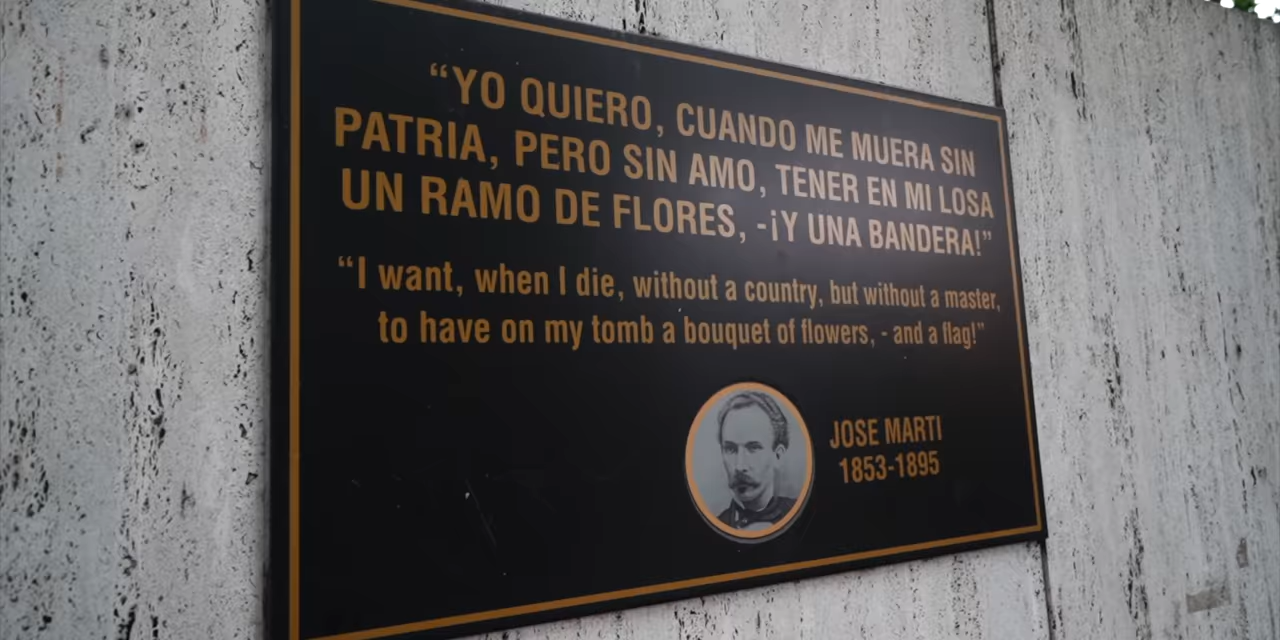 “YO QUIERO, CUANDO ME MUERA SIN
PATRIA, PERO SIN AMO, TENER EN MI LOSA
UN RAMO DE FLORES, -¡Y UNA BANDERA!”
“I want, when I die, without a country, but without a master,
to have on my tomb a bouquet of flowers, - and a flag!”
JOSE MARTI
1853-1895